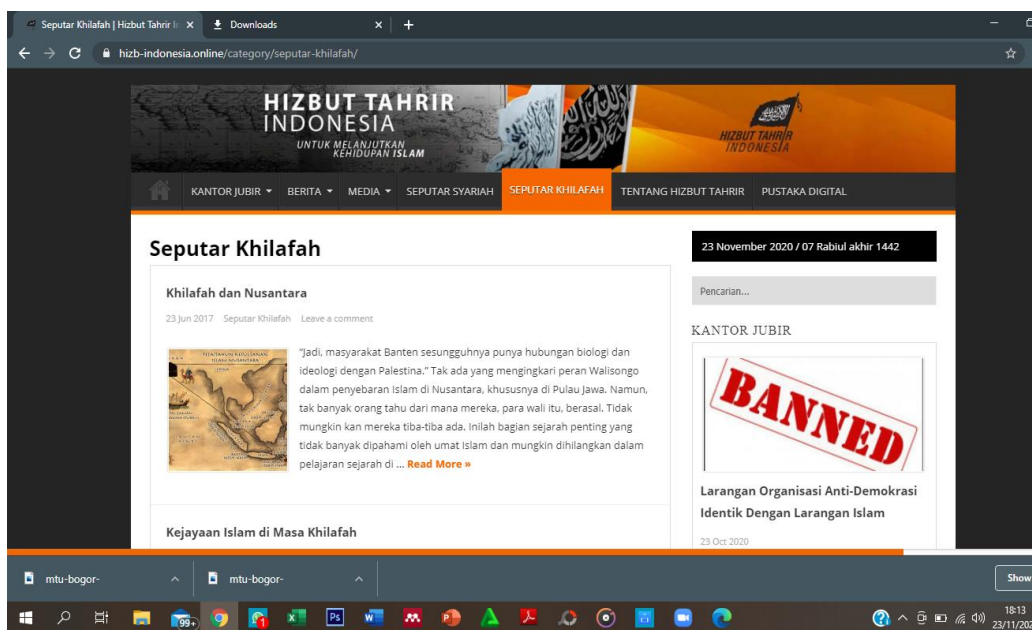 Seputar Khilafah | Hizbut Tahrir
Downloads
hizb-indonesia.online/category/seputar-khilafah/
HIZBUT TAHRIR
INDONESIA
UNTUK MELANJUTKAN
KEHIDUPAN ISLAM
HIZBUT TAHRIR
INDONESIA
KANTOR JUBIR BERITA MEDIA SEPUTAR SYARIAH SEPUTAR KHILAFAH TENTANG HIZBUT TAHRIR PUSTAKA DIGITAL
Seputar Khilafah
Khilafah dan Nusantara
23 Jun 2017 Seputar Khilafah Leave a comment
"Jadi, masyarakat Banten sesungguhnya punya hubungan biologi dan
ideologi dengan Palestina." Tak ada yang mengingkari peran Walisongo
dalam penyebaran Islam di Nusantara, khususnya di Pulau Jawa. Namun,
tak banyak orang tahu dari mana mereka, para wali itu, berasal. Tidak
mungkin kan mereka tiba-tiba ada. Inilah bagian sejarah penting yang
tidak banyak dipahami oleh umat Islam dan mungkin dihilangkan dalam
pelajaran sejarah di ... Read More »
Kejayaan Islam di Masa Khilafah
23 November 2020 / 07 Rabiul akhir 1442
Pencarian...
KANTOR JUBIR
BANNED
Larangan Organisasi Anti-Demokrasi
Identik Dengan Larangan Islam
23 Oct 2020
mtu-bogor-
mtu-bogor-
Show
99+
Ps
18:13
23/11/202